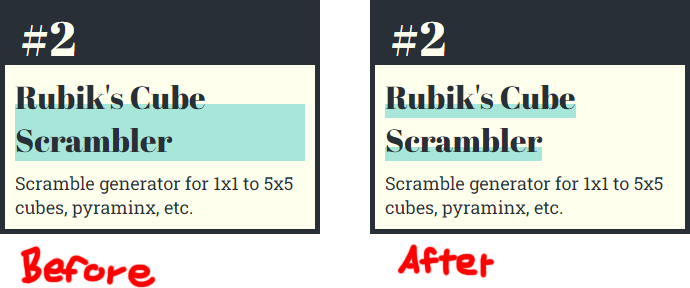 #2
Rubik's Cube
Scrambler
Scramble generator for 1x1 to 5x5
cubes, pyraminx, etc.
Before
#2
Rubik's Cube
Scrambler
Scramble generator for 1x1 to 5x5
cubes, pyraminx, etc.
After